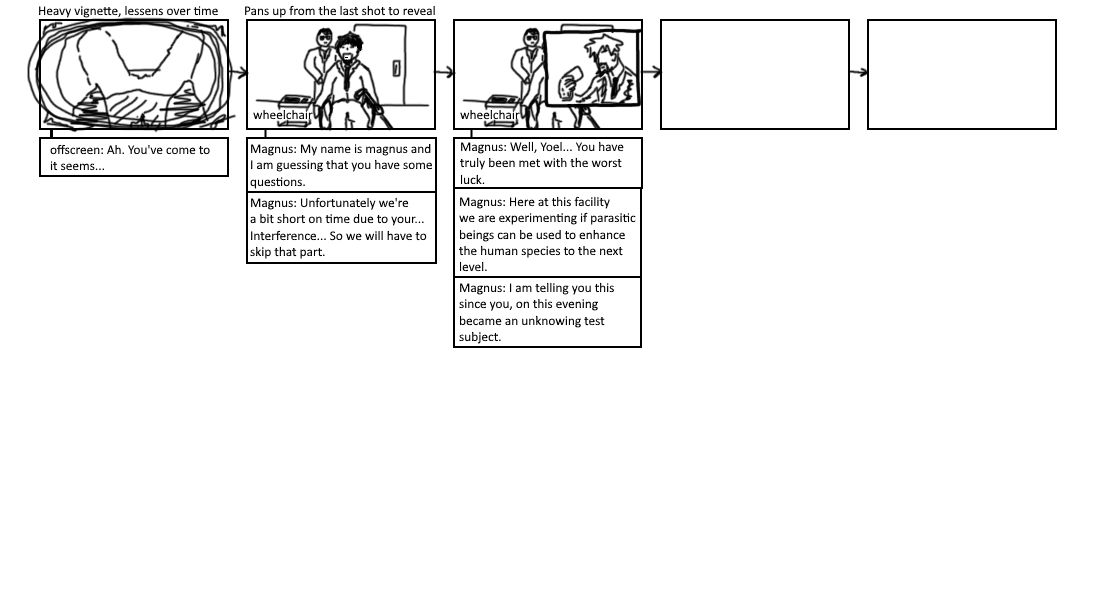 Heavy vignette, lessens over time
Pans up from the last shot to reveal
wheelchair
wheelchair
offscreen: Ah. You've come to
it seems...
Magnus: My name is magnus and
I am guessing that you have some
questions.
Magnus: Unfortunately we're
a bit short on time due to your...
Interference... So we will have to
skip that part.
Magnus: Well, Yoel... You have
truly been met with the worst
luck.
Magnus: Here at this facility
we are experimenting if parasitic
beings can be used to enhance
the human species to the next
level.
Magnus: I am telling you this
since you, on this evening
became an unknowing test
subject.